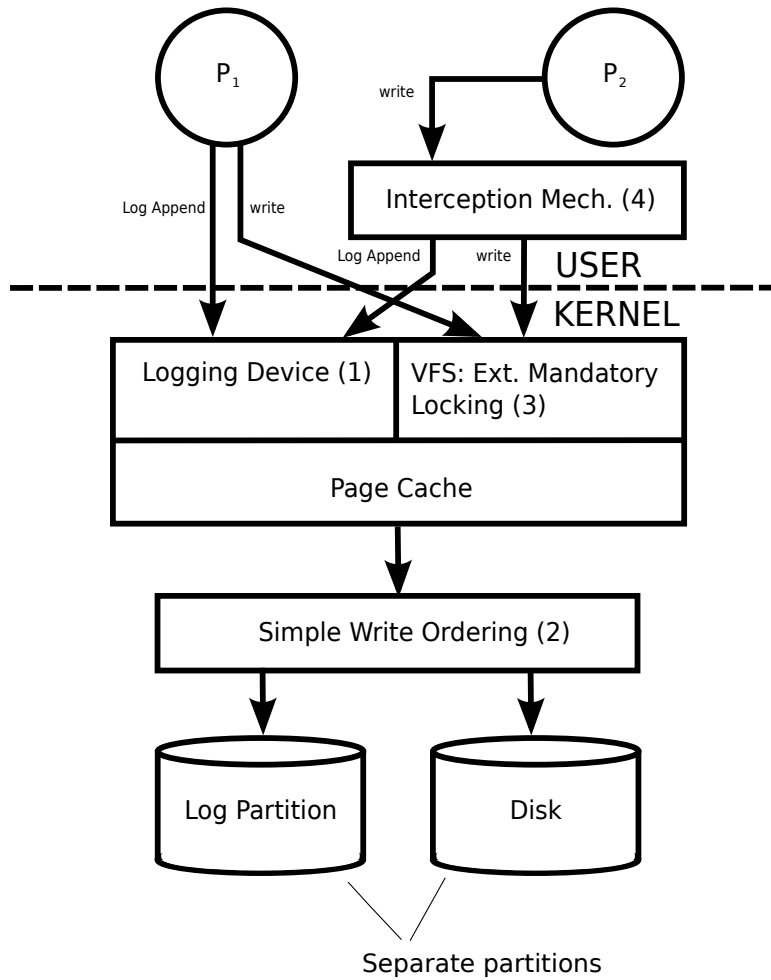 P1
P2
write
Interception Mech. (4)
Log Append
write
Log Append
write
USER
KERNEL
Logging Device (1)
VFS: Ext. Mandatory
Locking (3)
Page Cache
Simple Write Ordering (2)
Log Partition
Disk
Separate partitions